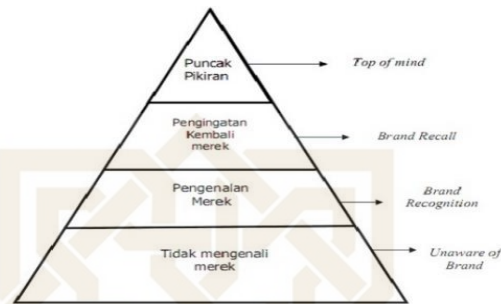 Puncak
Pikiran
Top of mind
Pengingatan
Kembali
merek
Brand Recall
Pengenalan
Merek
Brand
Recognition
Tidak mengenali
merek
Unaware of
Brand